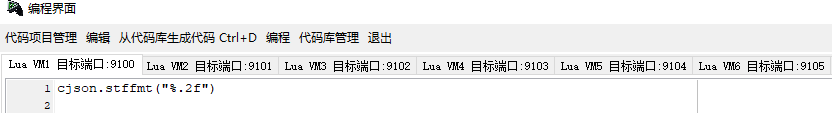 编程界面
代码项目管理 编辑 从代码库生成代码 Ctrl+D 编程 代码库管理 退出
Lua VM1 目标端口:9100 Lua VM2 目标端口:9101 Lua VM3 目标端口:9102 Lua VM4 目标端口:9103 Lua VM5 目标端口:9104 Lua VM6 目标端口:9105
1 cjson.stffmt("%.2f")
2